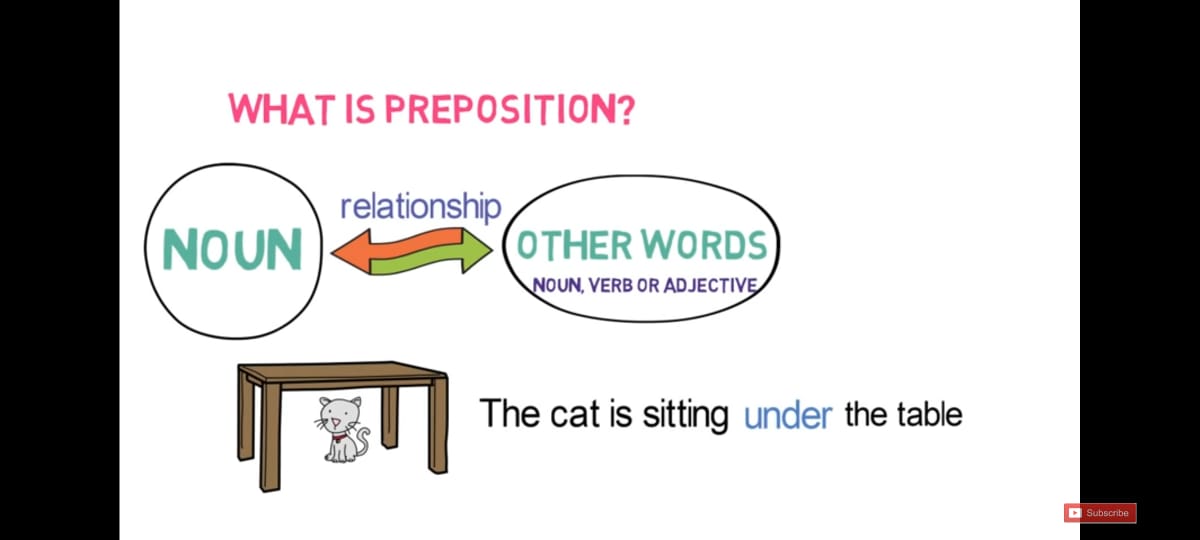 WHAT IS PREPOSITION?
relationship
NOUN
OTHER WORDS
NOUN, VERB OR ADJECTIVE
The cat is sitting under the table
Subscribe